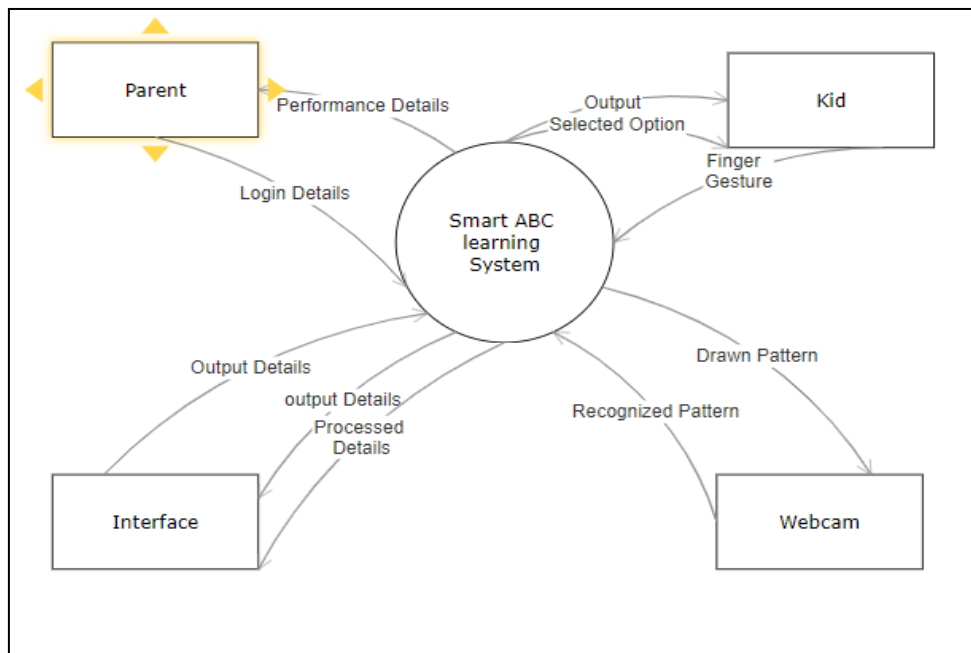 Parent
Performance Details
Output
Selected Option
Kid
Finger
Gesture
Login Details
Smart ABC
learning
System
Output Details
output Details
Processed
Details
Drawn Pattern
Recognized Pattern
Interface
Webcam